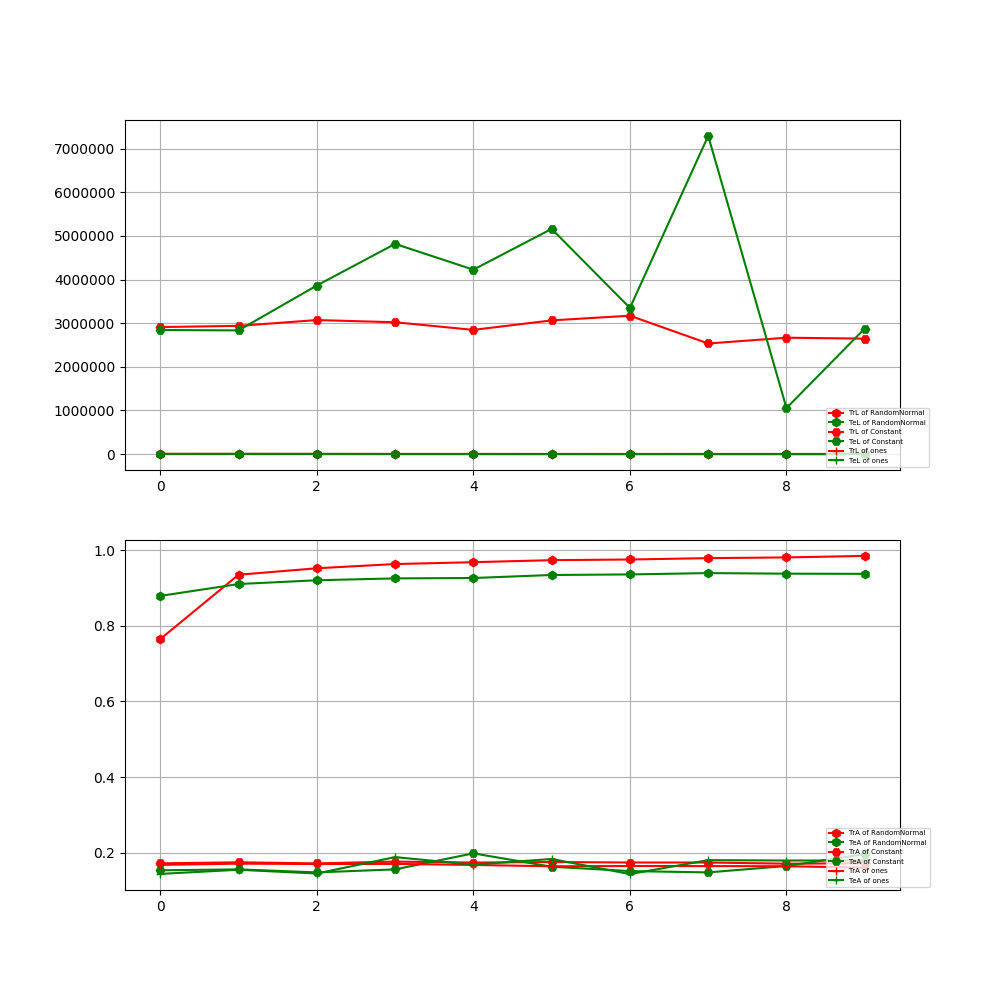 7000000
6000000
5000000
4000000
3000000
2000000
1000000
0
TrL of RandomNormal
TeL of RandomNormal
TrL of Constant
TeL of Constant
TrL of ones
TeL of ones
0 2 4 6 8
1.0
0.8
0.6
0.4
0.2
TrA of RandomNormal
TeA of RandomNormal
TrA of Constant
TeA of Constant
TrA of ones
TeA of ones
0 2 4 6 8